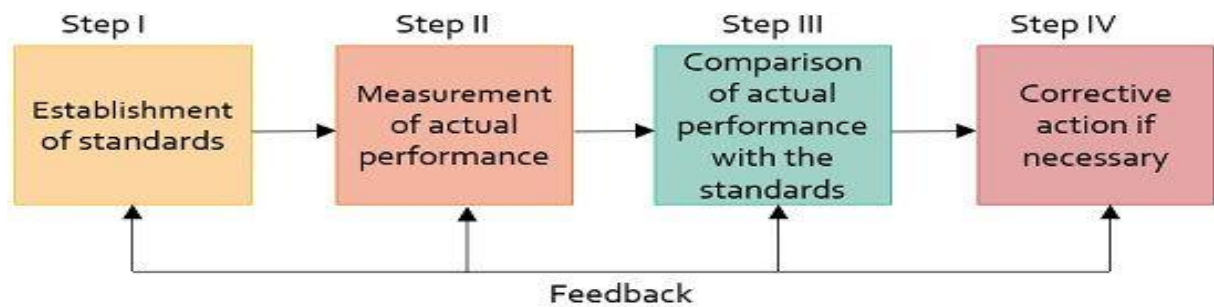 Step I
Step II
Step III
Step IV
Establishment
of standards
Measurement
of actual
performance
Comparison
of actual
performance
with the
standards
Corrective
action if
necessary
Feedback